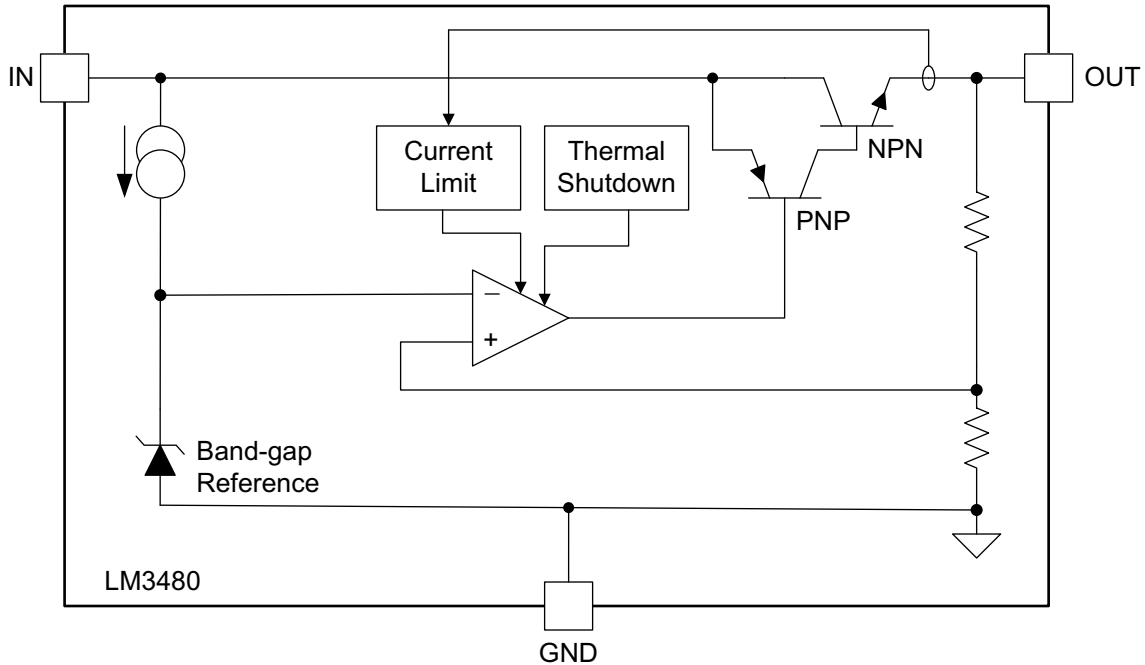 IN
OUT
Current
Limit
Thermal
Shutdown
NPN
PNP
−
+
Band-gap
Reference
LM3480
GND